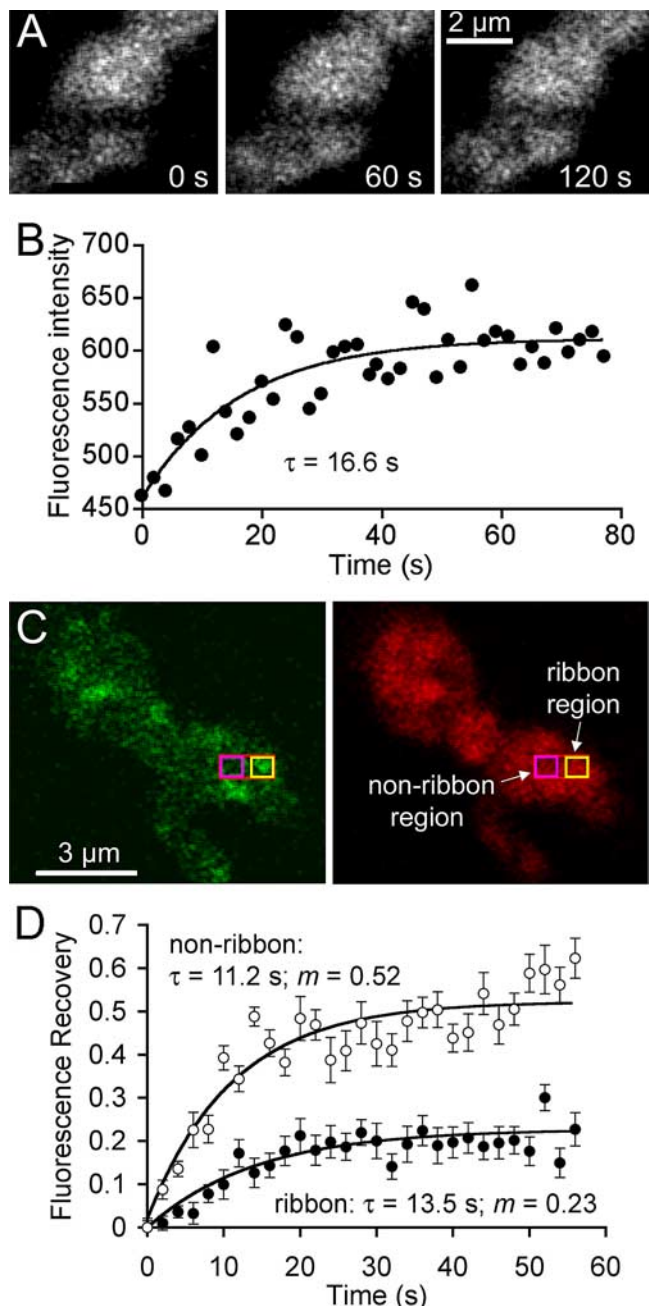 A
0 s
60 s
2 µm
120 s
B
Fluorescence intensity
700
650
600
550
500
450
τ = 16.6 s
0
20
40
60
80
Time (s)
C
3 µm
ribbon
region
non-ribbon
region
D
Fluorescence Recovery
0.7
0.6
0.5
0.4
0.3
0.2
0.1
0
non-ribbon:
τ = 11.2 s; m = 0.52
ribbon: τ = 13.5 s; m = 0.23
0
10
20
30
40
50
60
Time (s)